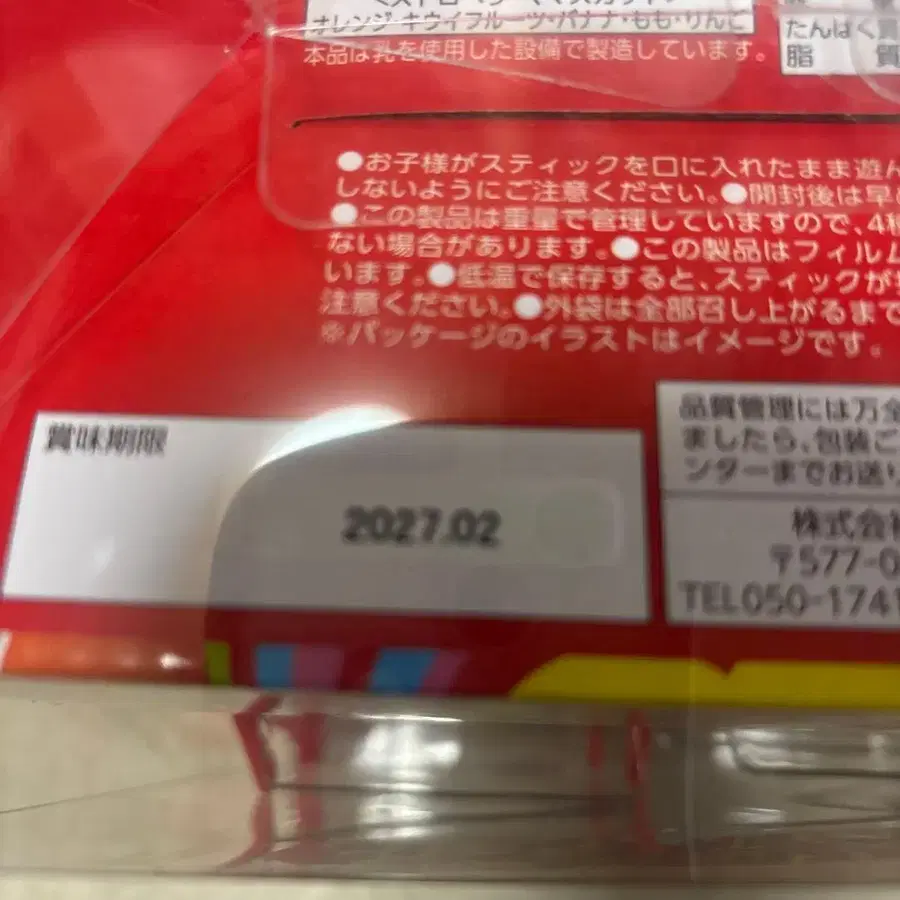 オレンジ・キウイフルーツ・バナナ・もも・りんご
本品は乳を使用した設備で製造しています。
たんぱく質
脂 質
●お子様がスティックを口に入れたまま遊ん
しないようにご注意ください。●開封後は早め
●この製品は重量で管理していますので、4種
ない場合があります。●この製品はフィルム
います。●低温で保存すると、スティックが
注意ください。●外袋は全部召し上がるまで
※パッケージのイラストはイメージです。
賞味期限
2027.02
品質管理には万全
ましたら、包装ご
ンターまでお送り
株式会社
〒577-0
TEL050-1741